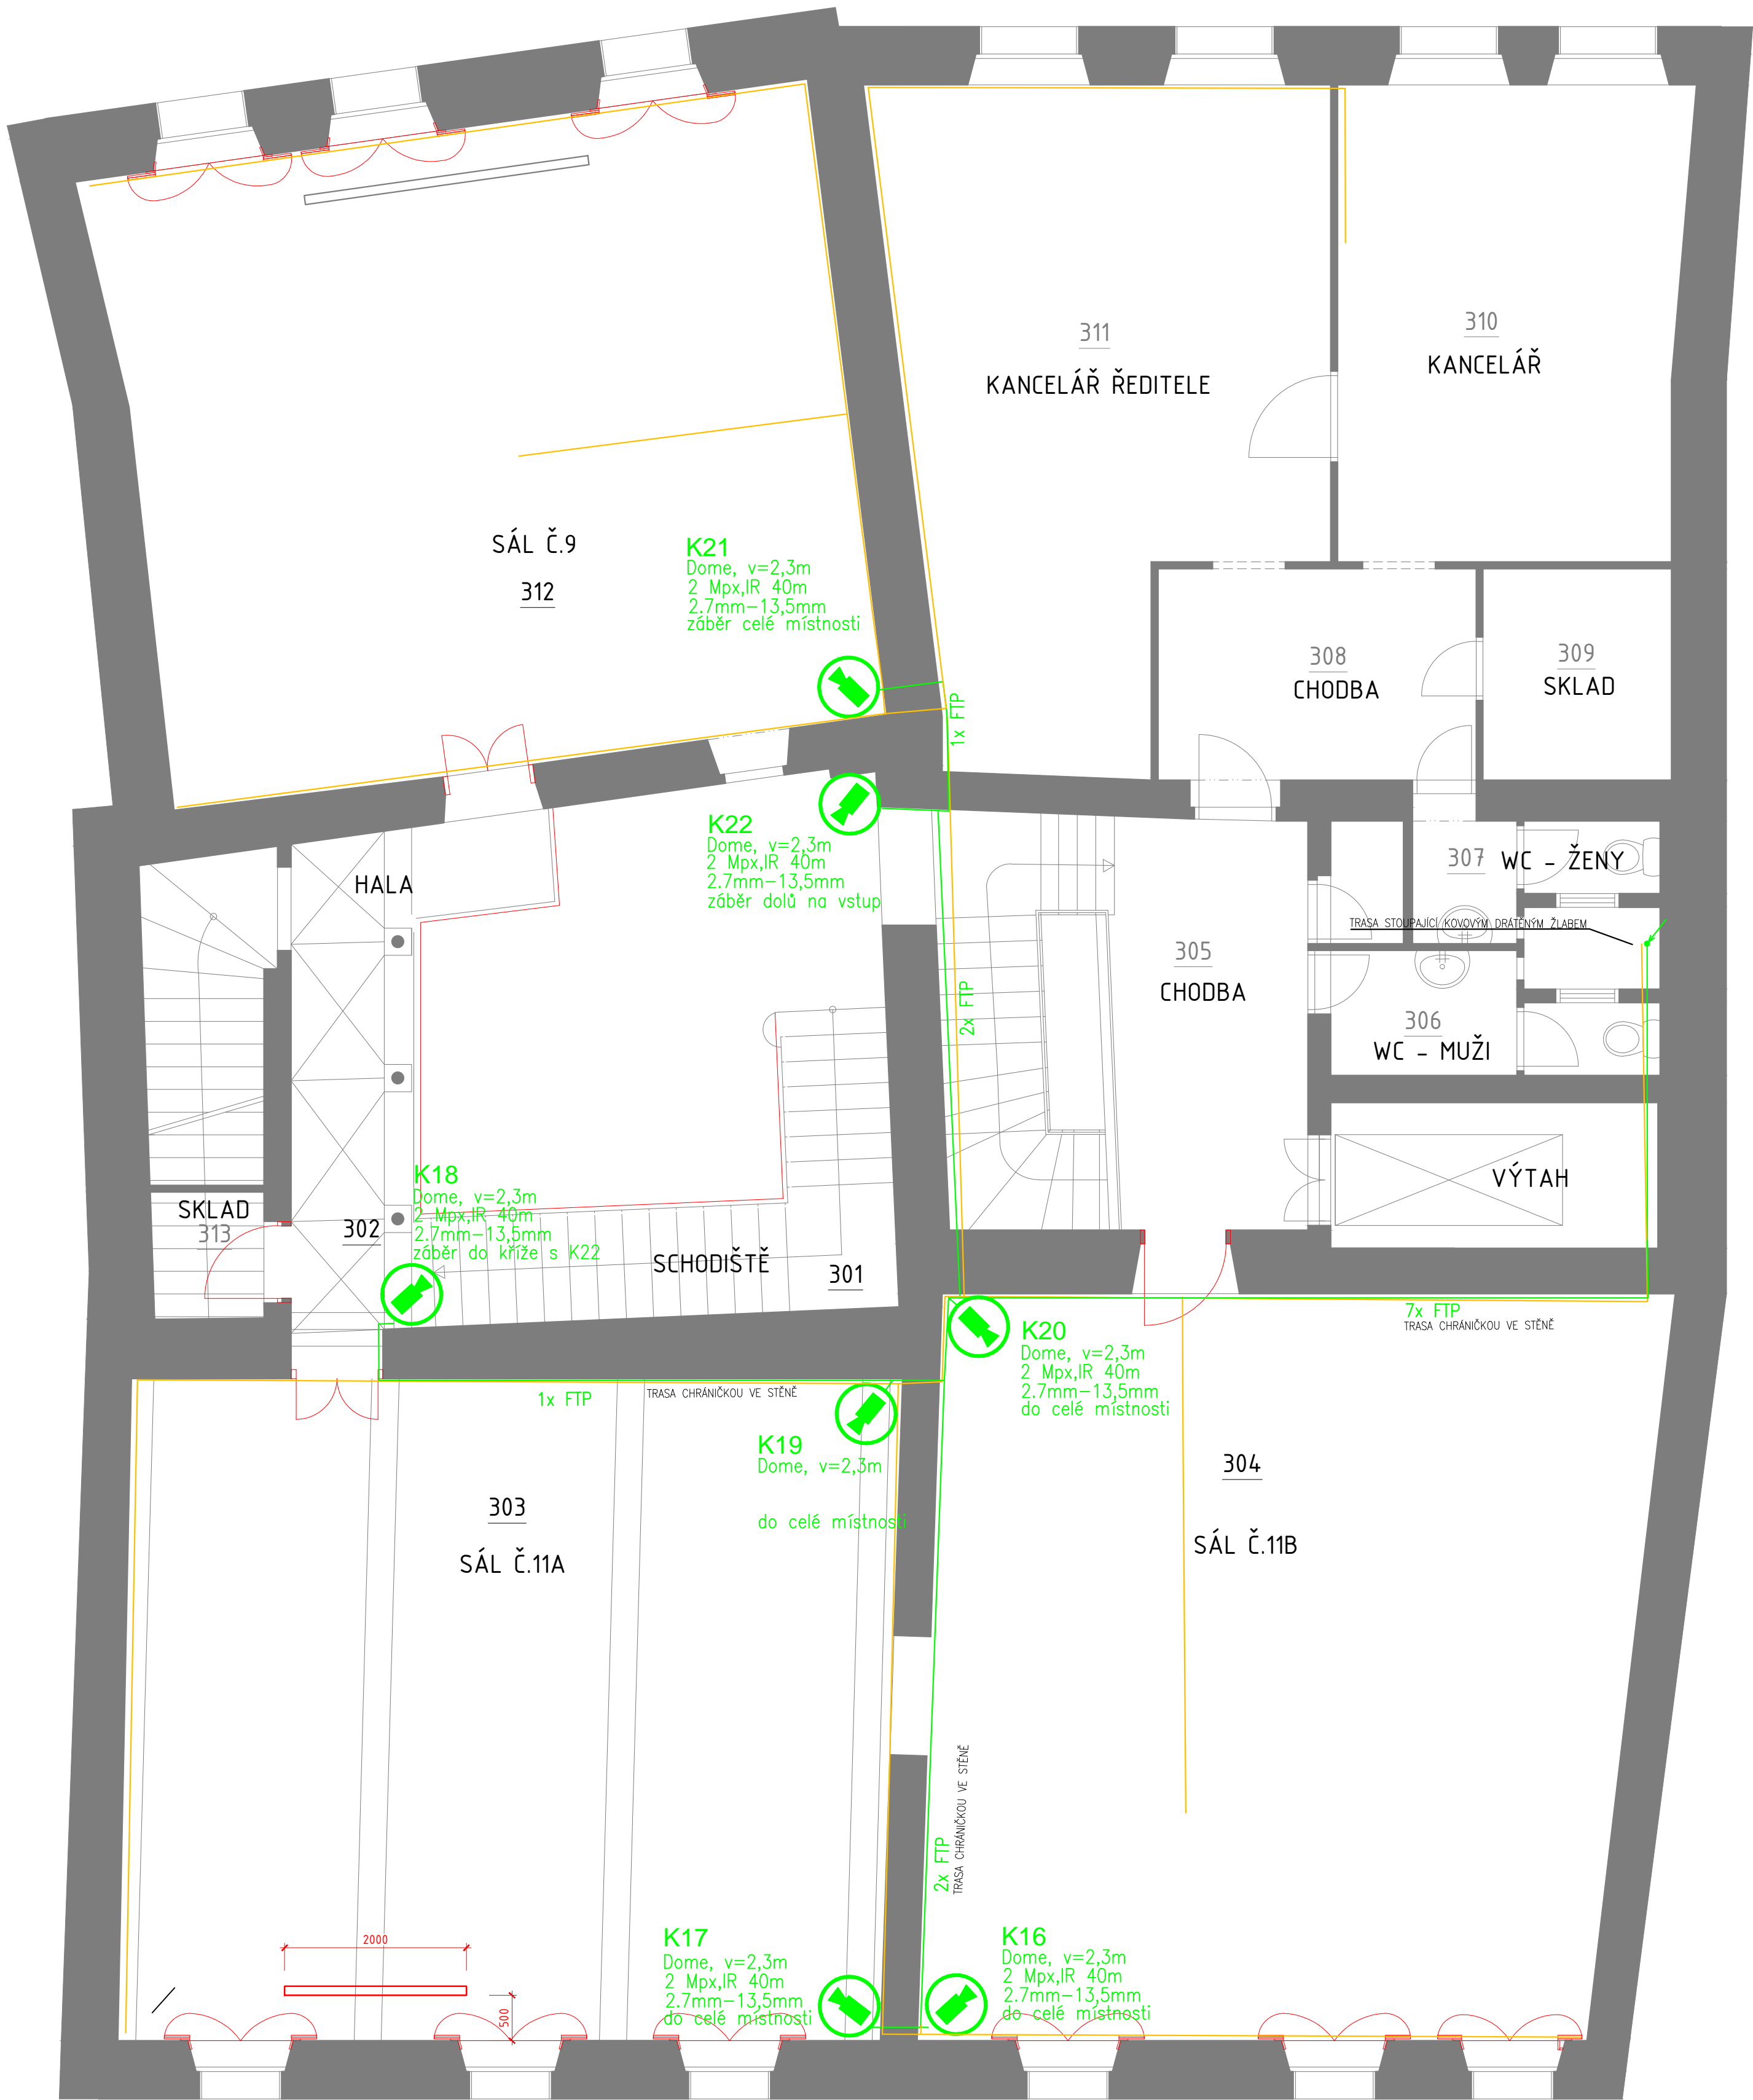 311
KANCELÁŘ ŘEDITELE
310
KANCELÁŘ
SÁL Č.9
312
K21
Dome, v=2,3m
2 Mpx,IR 40m
2.7mm-13,5mm
záběr celé místnosti
308
CHODBA
309
SKLAD
1x FTP
K22
Dome, v=2,3m
2 Mpx,IR 40m
2.7mm-13,5mm
záběr dolů na vstup
HALA
307
WC - ŽENY
TRASA STOUPAJÍCÍ KOVOVÝM DRÁTĚNÝM ŽLABEM
305
CHODBA
2x FTP
306
WC - MUŽI
VÝTAH
K18
Dome, v=2,3m
2 Mpx,IR 40m
2.7mm-13,5mm
záběr do kříže s K22
SKLAD
313
302
SCHODIŠTĚ
301
7x FTP
TRASA CHRÁNIČKOU VE STĚNĚ
K20
Dome, v=2,3m
2 Mpx,IR 40m
2.7mm-13,5mm
do celé místnosti
1x FTP
TRASA CHRÁNIČKOU VE STĚNĚ
K19
Dome, v=2,3m
do celé místnosti
303
SÁL Č.11A
304
SÁL Č.11B
2x FTP
TRASA CHRÁNIČKOU VE STĚNĚ
2000
500
K17
Dome, v=2,3m
2 Mpx,IR 40m
2.7mm-13,5mm
do celé místnosti
K16
Dome, v=2,3m
2 Mpx,IR 40m
2.7mm-13,5mm
do celé místnosti